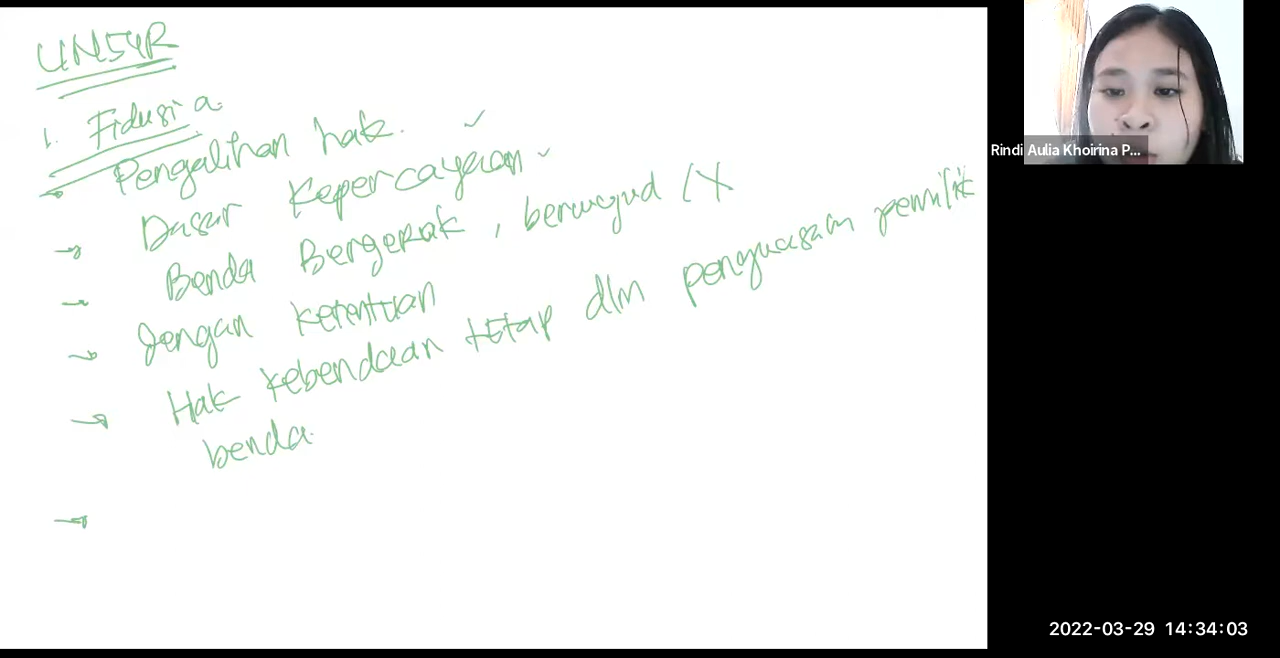 UNSUR
1. Fidusia
→ Pengalihan hak. ✓
→ Dasar Kepercayaan ✓
→ Benda Bergerak, berwujud / X
→ dengan ketentuan
→ Hak kebendaan tetap dlm penguasaan pemilik
benda.
→
Rindi Aulia Khoirina P...
2022-03-29 14:34:03